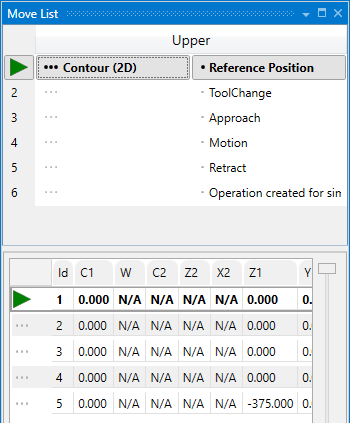 Move List
Upper
••• Contour (2D) • Reference Position
2 ··· · ToolChange
3 ··· · Approach
4 ··· · Motion
5 ··· · Retract
6 ··· · Operation created for sim
Id C1 W C2 Z2 X2 Z1 Y
1 0.000 N/A N/A N/A N/A 0.000 0.
··· 2 0.000 N/A N/A N/A N/A 0.000 0.
··· 3 0.000 N/A N/A N/A N/A 0.000 0.
··· 4 0.000 N/A N/A N/A N/A 0.000 0.
··· 5 0.000 N/A N/A N/A N/A -375.000 0.